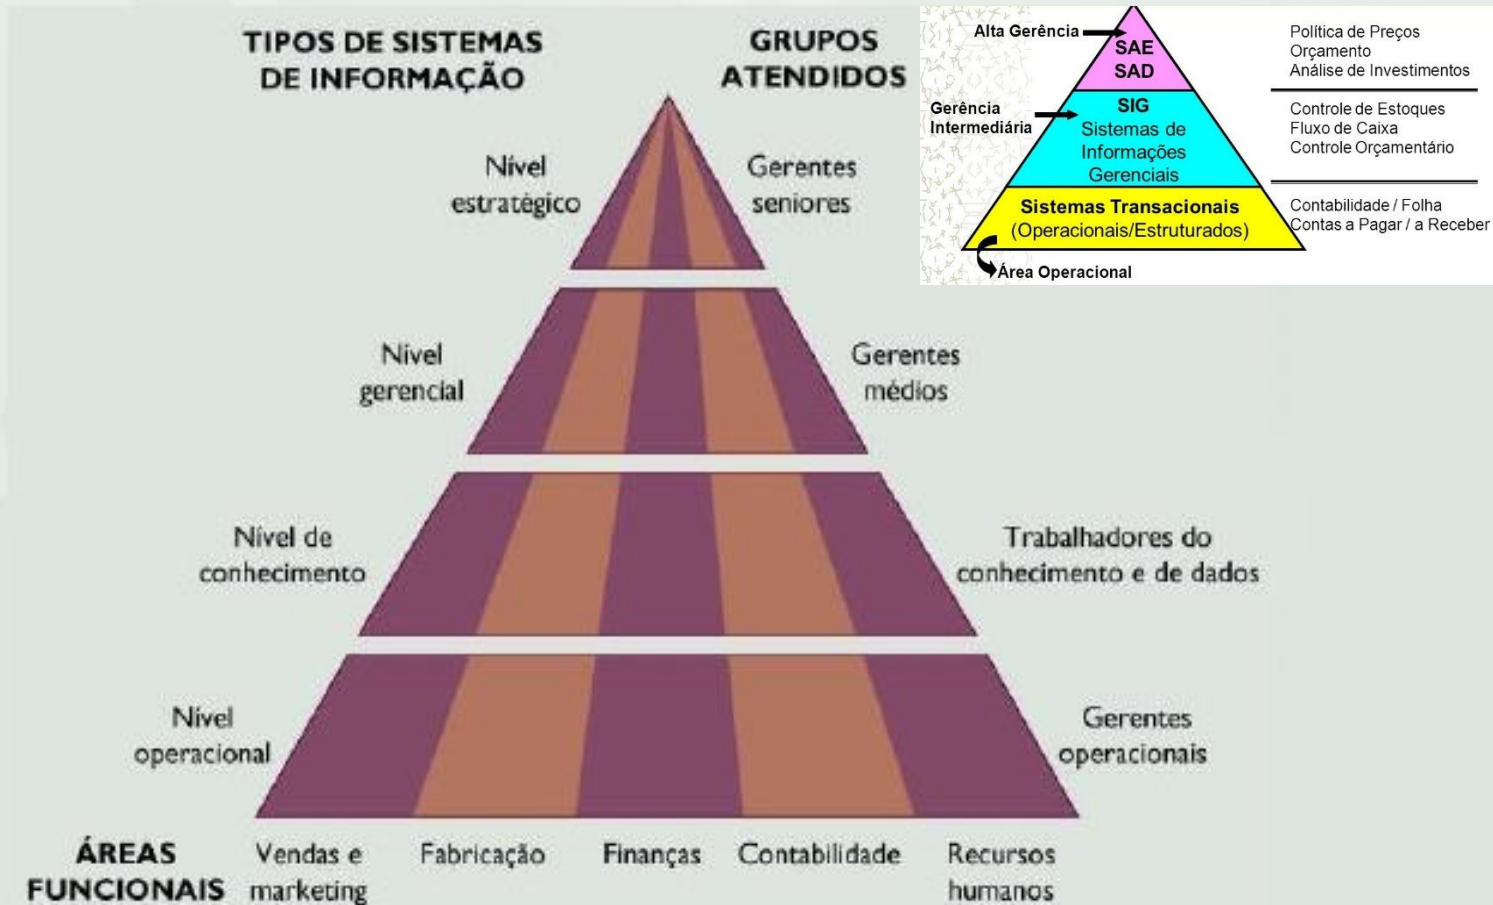 TIPOS DE SISTEMAS
DE INFORMAÇÃO
GRUPOS
ATENDIDOS
Nível
estratégico
Gerentes
seniores
Nível
gerencial
Gerentes
médios
Nível de
conhecimento
Trabalhadores do
conhecimento e de dados
Nível
operacional
Gerentes
operacionais
ÁREAS
FUNCIONAIS
Vendas e
marketing
Fabricação
Finanças
Contabilidade
Recursos
humanos
Alta Gerência
SAE
SAD
Política de Preços
Orçamento
Análise de Investimentos
Gerência
Intermediária
SIG
Sistemas de
Informações
Gerenciais
Controle de Estoques
Fluxo de Caixa
Controle Orçamentário
Sistemas Transacionais
(Operacionais/Estruturados)
Contabilidade / Folha
Contas a Pagar / a Receber
Área Operacional